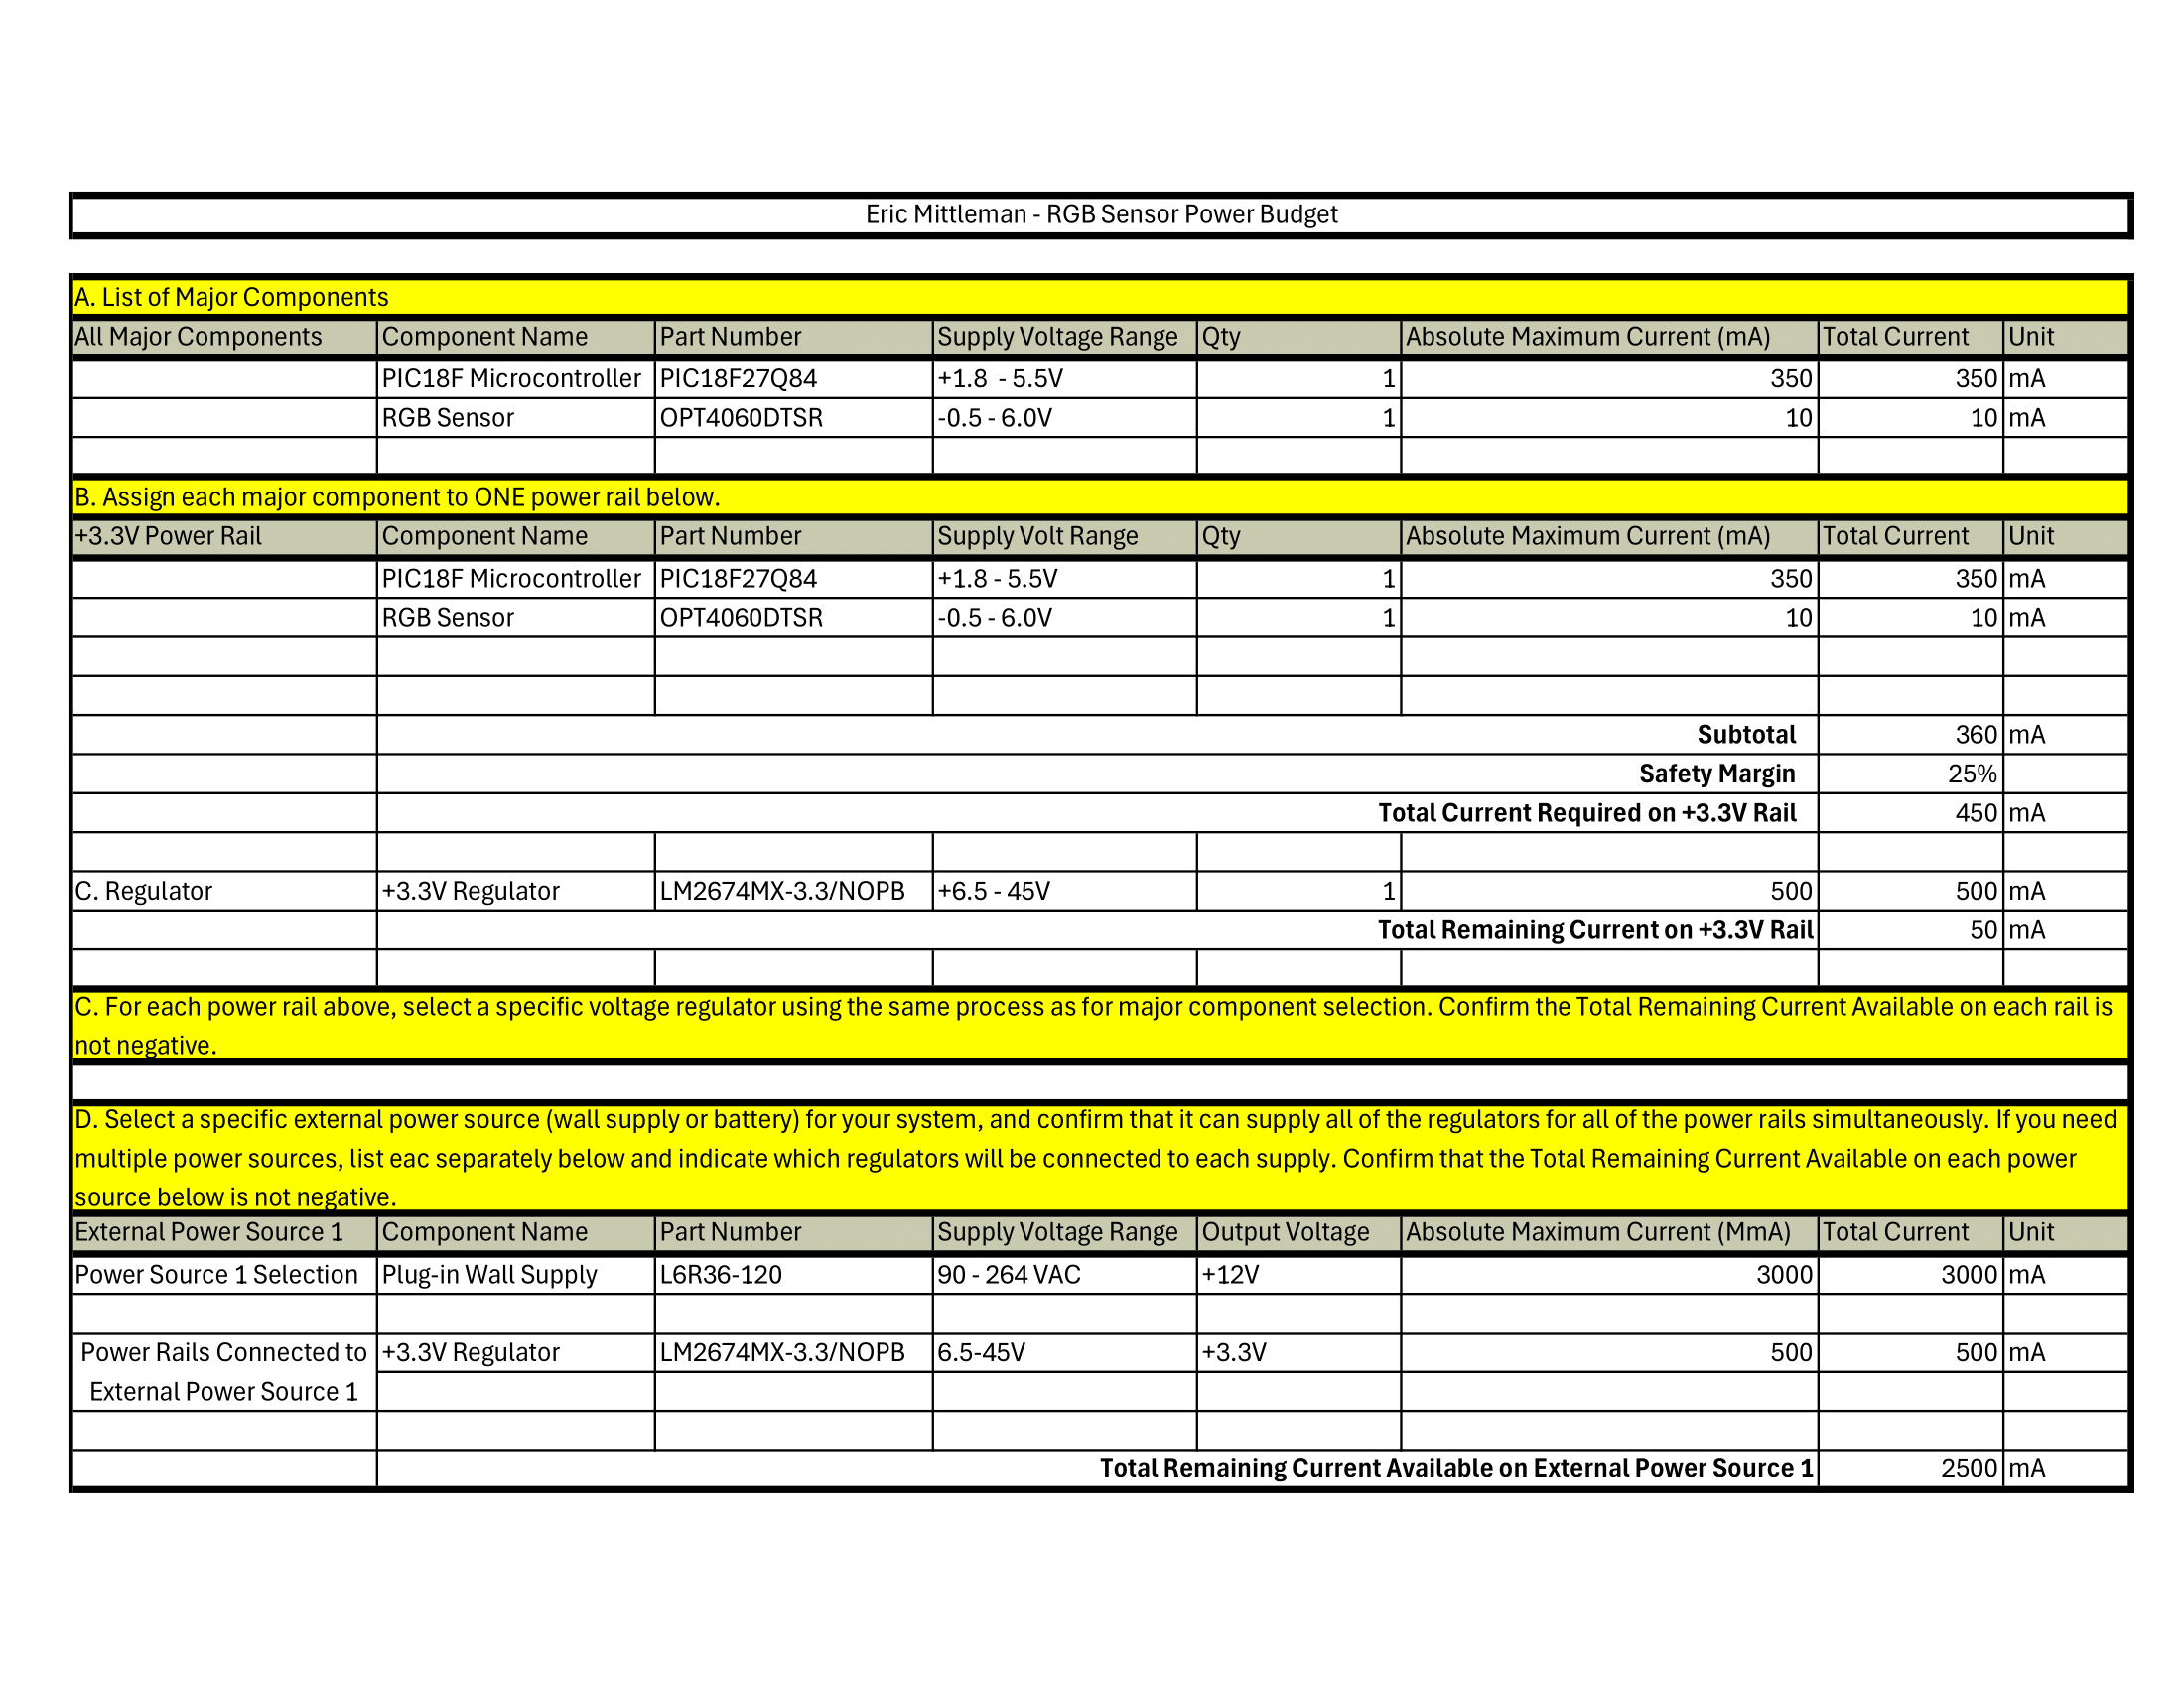 Eric Mittleman - RGB Sensor Power Budget
A. List of Major Components
All Major Components Component Name Part Number Supply Voltage Range Qty Absolute Maximum Current (mA) Total Current Unit
PIC18F Microcontroller PIC18F27Q84 +1.8 - 5.5V 1 350 350 mA
RGB Sensor OPT4060DTSR -0.5 - 6.0V 1 10 10 mA
B. Assign each major component to ONE power rail below.
+3.3V Power Rail Component Name Part Number Supply Volt Range Qty Absolute Maximum Current (mA) Total Current Unit
PIC18F Microcontroller PIC18F27Q84 +1.8 - 5.5V 1 350 350 mA
RGB Sensor OPT4060DTSR -0.5 - 6.0V 1 10 10 mA
Subtotal 360 mA
Safety Margin 25%
Total Current Required on +3.3V Rail 450 mA
C. Regulator +3.3V Regulator LM2674MX-3.3/NOPB +6.5 - 45V 1 500 500 mA
Total Remaining Current on +3.3V Rail 50 mA
C. For each power rail above, select a specific voltage regulator using the same process as for major component selection. Confirm the Total Remaining Current Available on each rail is
not negative.
D. Select a specific external power source (wall supply or battery) for your system, and confirm that it can supply all of the regulators for all of the power rails simultaneously. If you need
multiple power sources, list eac separately below and indicate which regulators will be connected to each supply. Confirm that the Total Remaining Current Available on each power
source below is not negative.
External Power Source 1 Component Name Part Number Supply Voltage Range Output Voltage Absolute Maximum Current (MmA) Total Current Unit
Power Source 1 Selection Plug-in Wall Supply L6R36-120 90 - 264 VAC +12V 3000 3000 mA
Power Rails Connected to +3.3V Regulator LM2674MX-3.3/NOPB 6.5-45V +3.3V 500 500 mA
External Power Source 1
Total Remaining Current Available on External Power Source 1 2500 mA